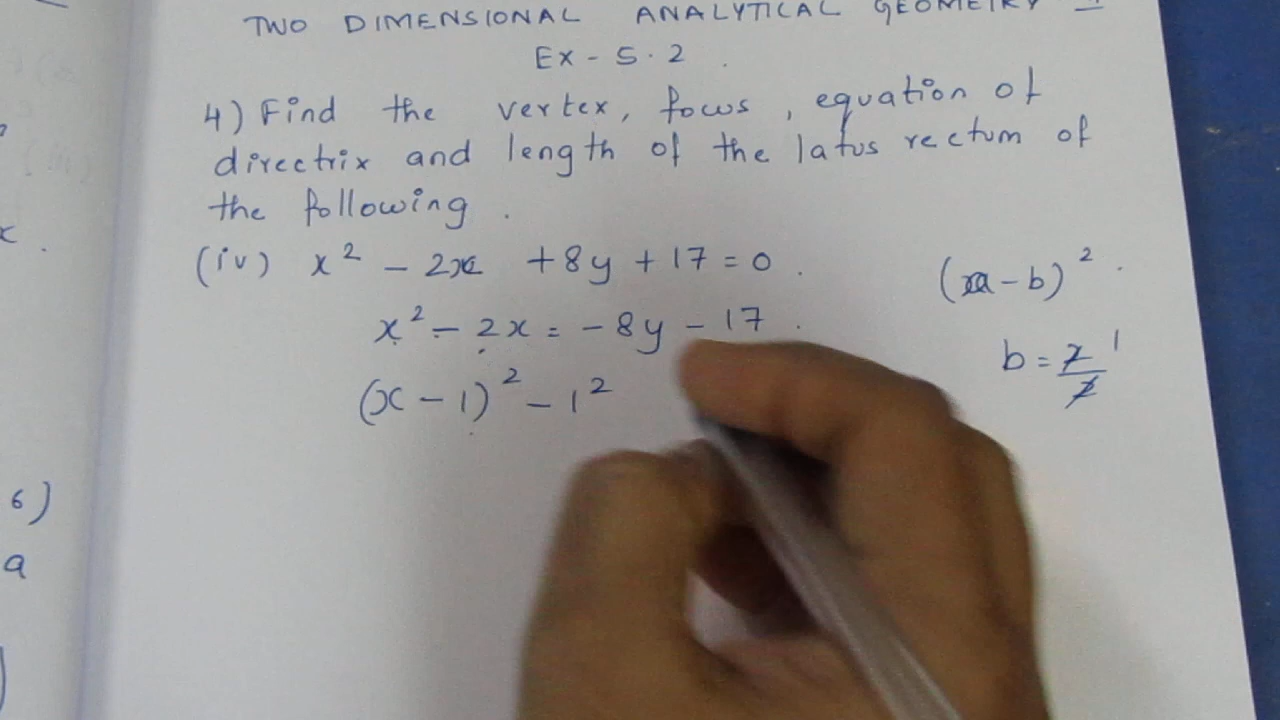 TWO DIMENSIONAL ANALYTICAL GEOMETRY
Ex - 5.2
4) Find the vertex, focus, equation of
directrix and length of the latus rectum of
the following.
(iv) x² - 2x + 8y + 17 = 0.
x² - 2x = - 8y - 17.
(x - 1)² - 1²
(a - b)².
b = 2/2 1
6)
a